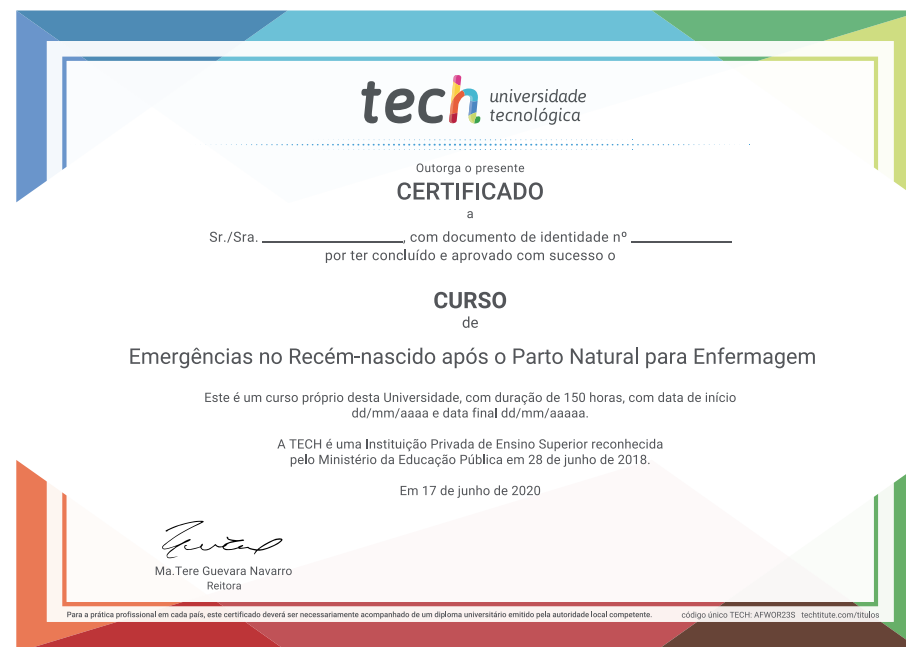 tech universidade
tecnológica
Outorga o presente
CERTIFICADO
a
Sr./Sra. ____________, com documento de identidade nº ____________
por ter concluído e aprovado com sucesso o
CURSO
de
Emergências no Recém-nascido após o Parto Natural para Enfermagem
Este é um curso próprio desta Universidade, com duração de 150 horas, com data de início
dd/mm/aaaa e data final dd/mm/aaaaa.
A TECH é uma Instituição Privada de Ensino Superior reconhecida
pelo Ministério da Educação Pública em 28 de junho de 2018.
Em 17 de junho de 2020
Ma.Tere Guevara Navarro
Reitora
Para a prática profissional em cada país, este certificado deverá ser necessariamente acompanhado de um diploma universitário emitido pela autoridade local competente. código único TECH: AFWOR23S techtitute.com/titulos